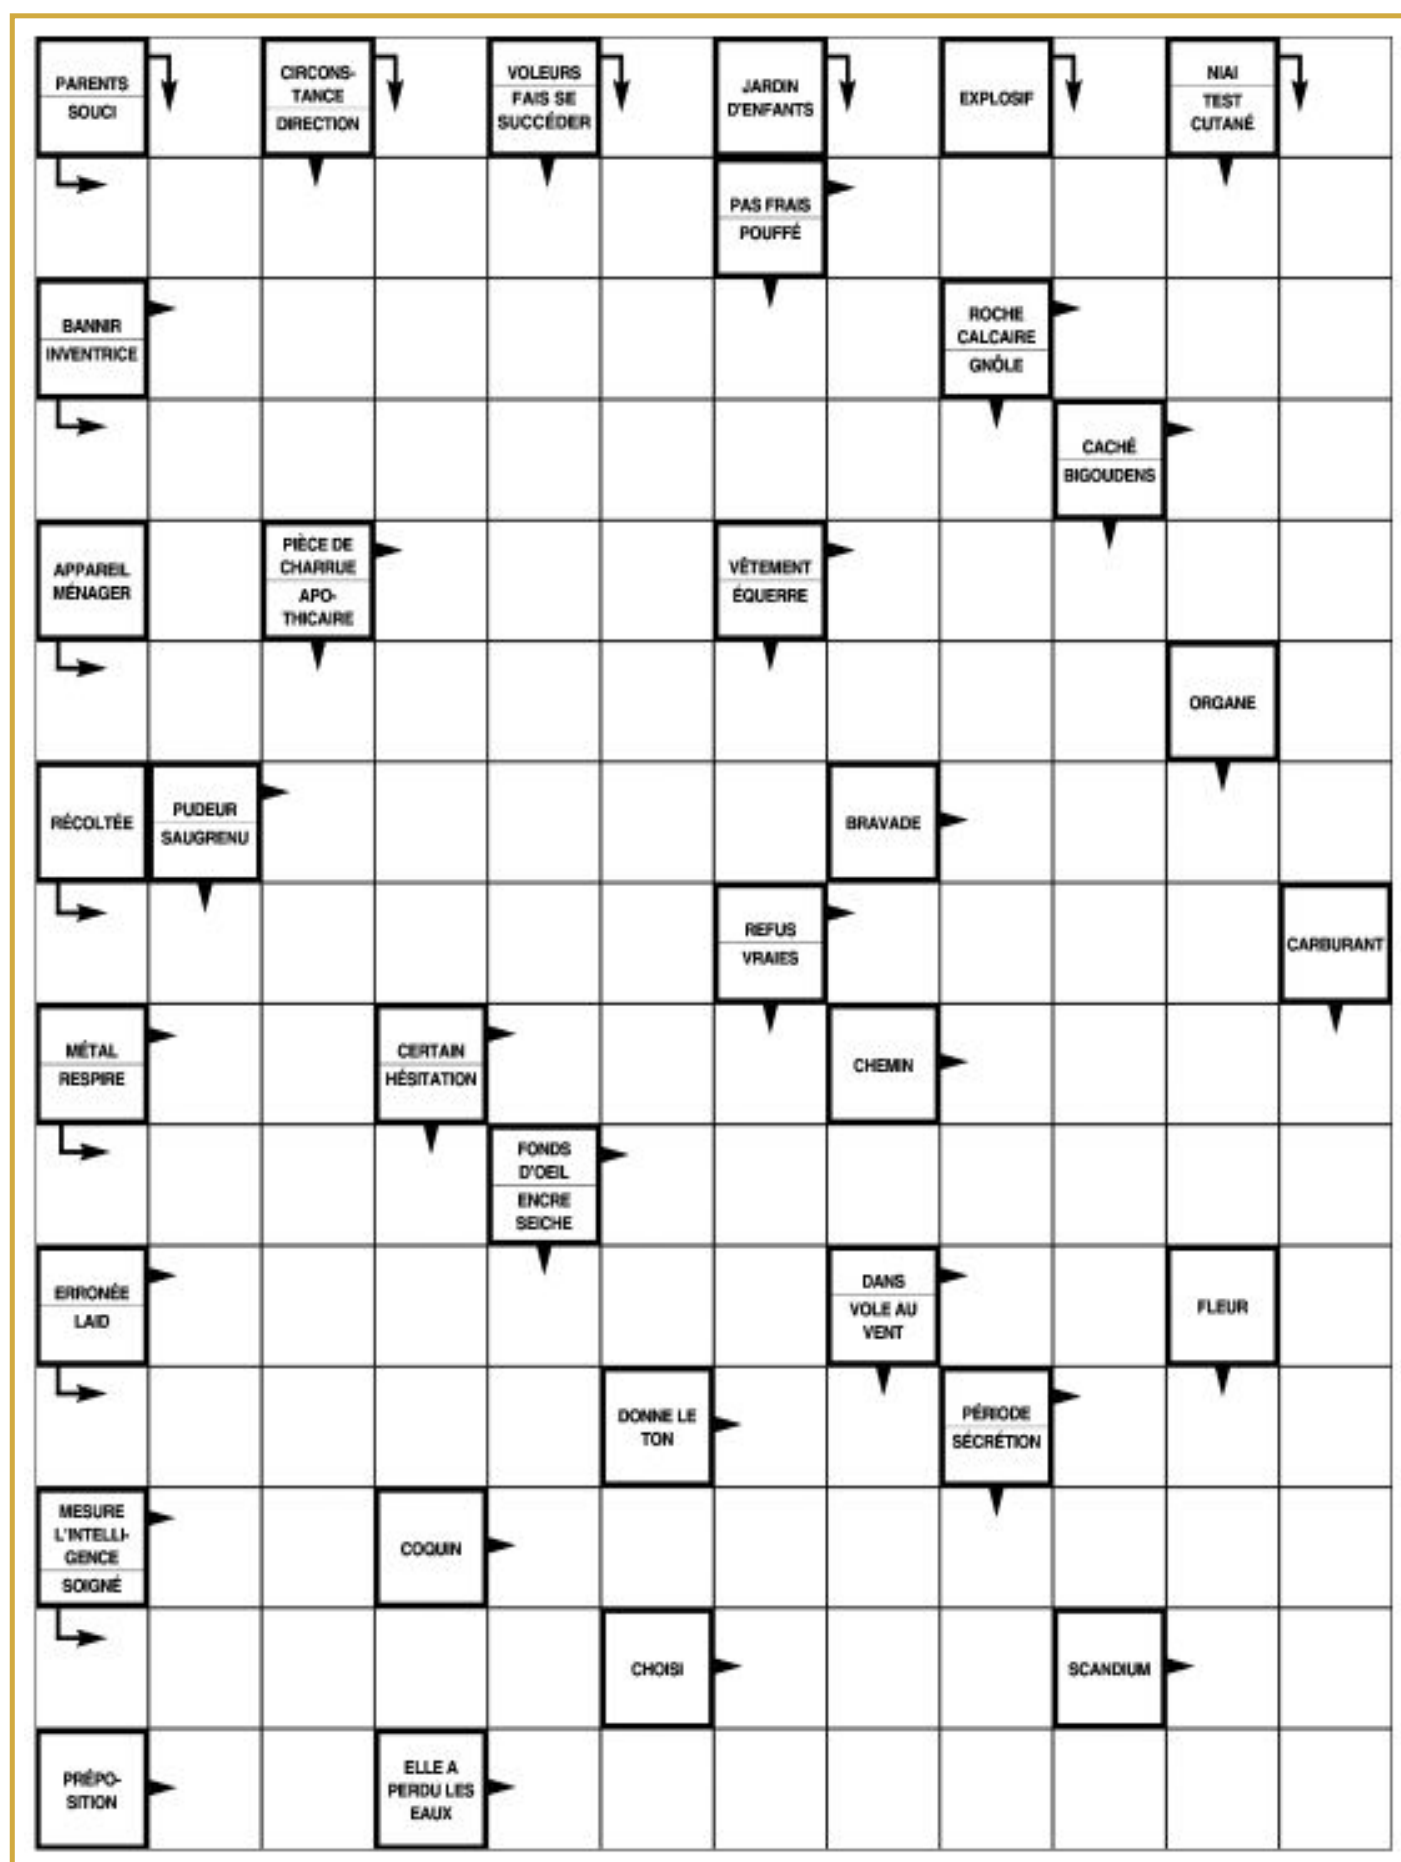 PARENTS
SOUCI
CIRCONS-
TANCE
DIRECTION
VOLEURS
FAIS SE
SUCCÉDER
JARDIN
D'ENFANTS
EXPLOSIF
NIAI
TEST
CUTANÉ
PAS FRAIS
POUFFÉ
BANNIR
INVENTRICE
ROCHE
CALCAIRE
GNÔLE
CACHÉ
BIGOUDENS
APPAREIL
MÉNAGER
PIÈCE DE
CHARRUE
APO-
THICAIRE
VÊTEMENT
ÉQUERRE
ORGANE
RÉCOLTÉE
PUDEUR
SAUGRENU
BRAVADE
REFUS
VRAIES
CARBURANT
MÉTAL
RESPIRE
CERTAIN
HÉSITATION
CHEMIN
FONDS
D'OEIL
ENCRE
SEICHE
ERRONÉE
LAID
DANS
VOLE AU
VENT
FLEUR
DONNE LE
TON
PÉRIODE
SÉCRÉTION
MESURE
L'INTELLI-
GENCE
SOIGNÉ
COQUIN
CHOISI
SCANDIUM
PRÉPO-
SITION
ELLE A
PERDU LES
EAUX